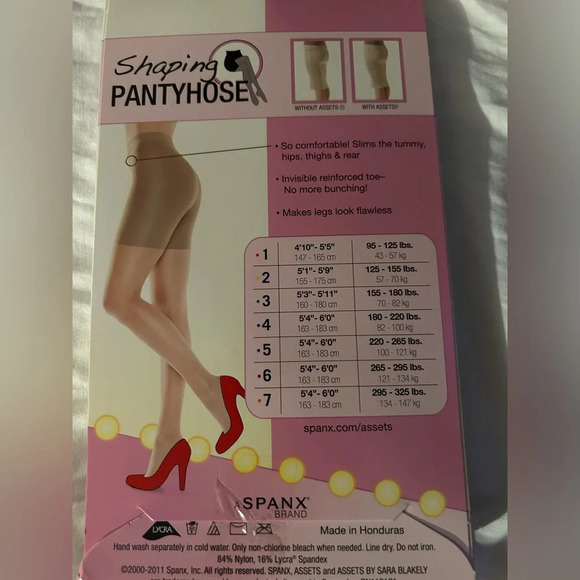 Shaping
PANTYHOSE
WITHOUT ASSETS ☹
WITH ASSETS!!
• So comfortable! Slims the tummy,
hips, thighs & rear
• Invisible reinforced toe–
No more bunching!
• Makes legs look flawless
• 1 4'10"- 5'5" 95 - 125 lbs.
147 - 165 cm 43 - 57 kg
• 2 5'1"- 5'9" 125 - 155 lbs.
155 - 175 cm 57 - 70 kg
• 3 5'3"- 5'11" 155 - 180 lbs.
160 - 180 cm 70 - 82 kg
• 4 5'4"- 6'0" 180 - 220 lbs.
163 - 183 cm 82 - 100 kg
• 5 5'4"- 6'0" 220 - 265 lbs.
163 - 183 cm 100 - 121 kg
• 6 5'4"- 6'0" 265 - 295 lbs.
163 - 183 cm 121 - 134 kg
• 7 5'4"- 6'0" 295 - 325 lbs.
163 - 183 cm 134 - 147 kg
spanx.com/assets
A SPANX®
BRAND
LYCRA
Made in Honduras
Hand wash separately in cold water. Only non-chlorine bleach when needed. Line dry. Do not iron.
84% Nylon, 16% Lycra® Spandex
©2000-2011 Spanx, Inc. All rights reserved. SPANX, ASSETS and ASSETS BY SARA BLAKELY